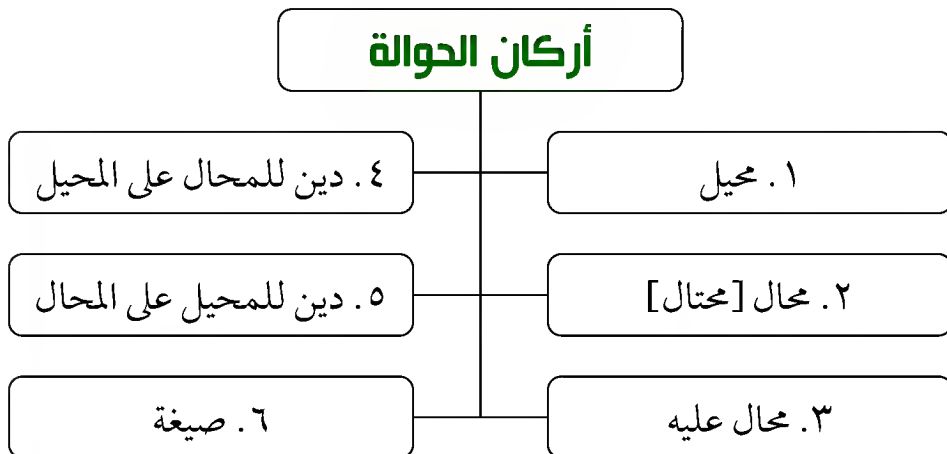 أركان الحوالة
١. محيل
٢. محال [محتال]
٣. محال عليه
٤. دين للمحال على المحيل
٥. دين للمحيل على المحال
٦. صيغة